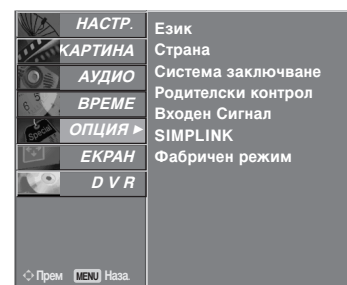 НАСТР.
КАРТИНА
АУДИО
ВРЕМЕ
ОПЦИЯ
ЕКРАН
D V R
Език
Страна
Система заключване
Родителски контрол
Входен Сигнал
SIMPLINK
Фабричен режим
Прем MENU Наза.